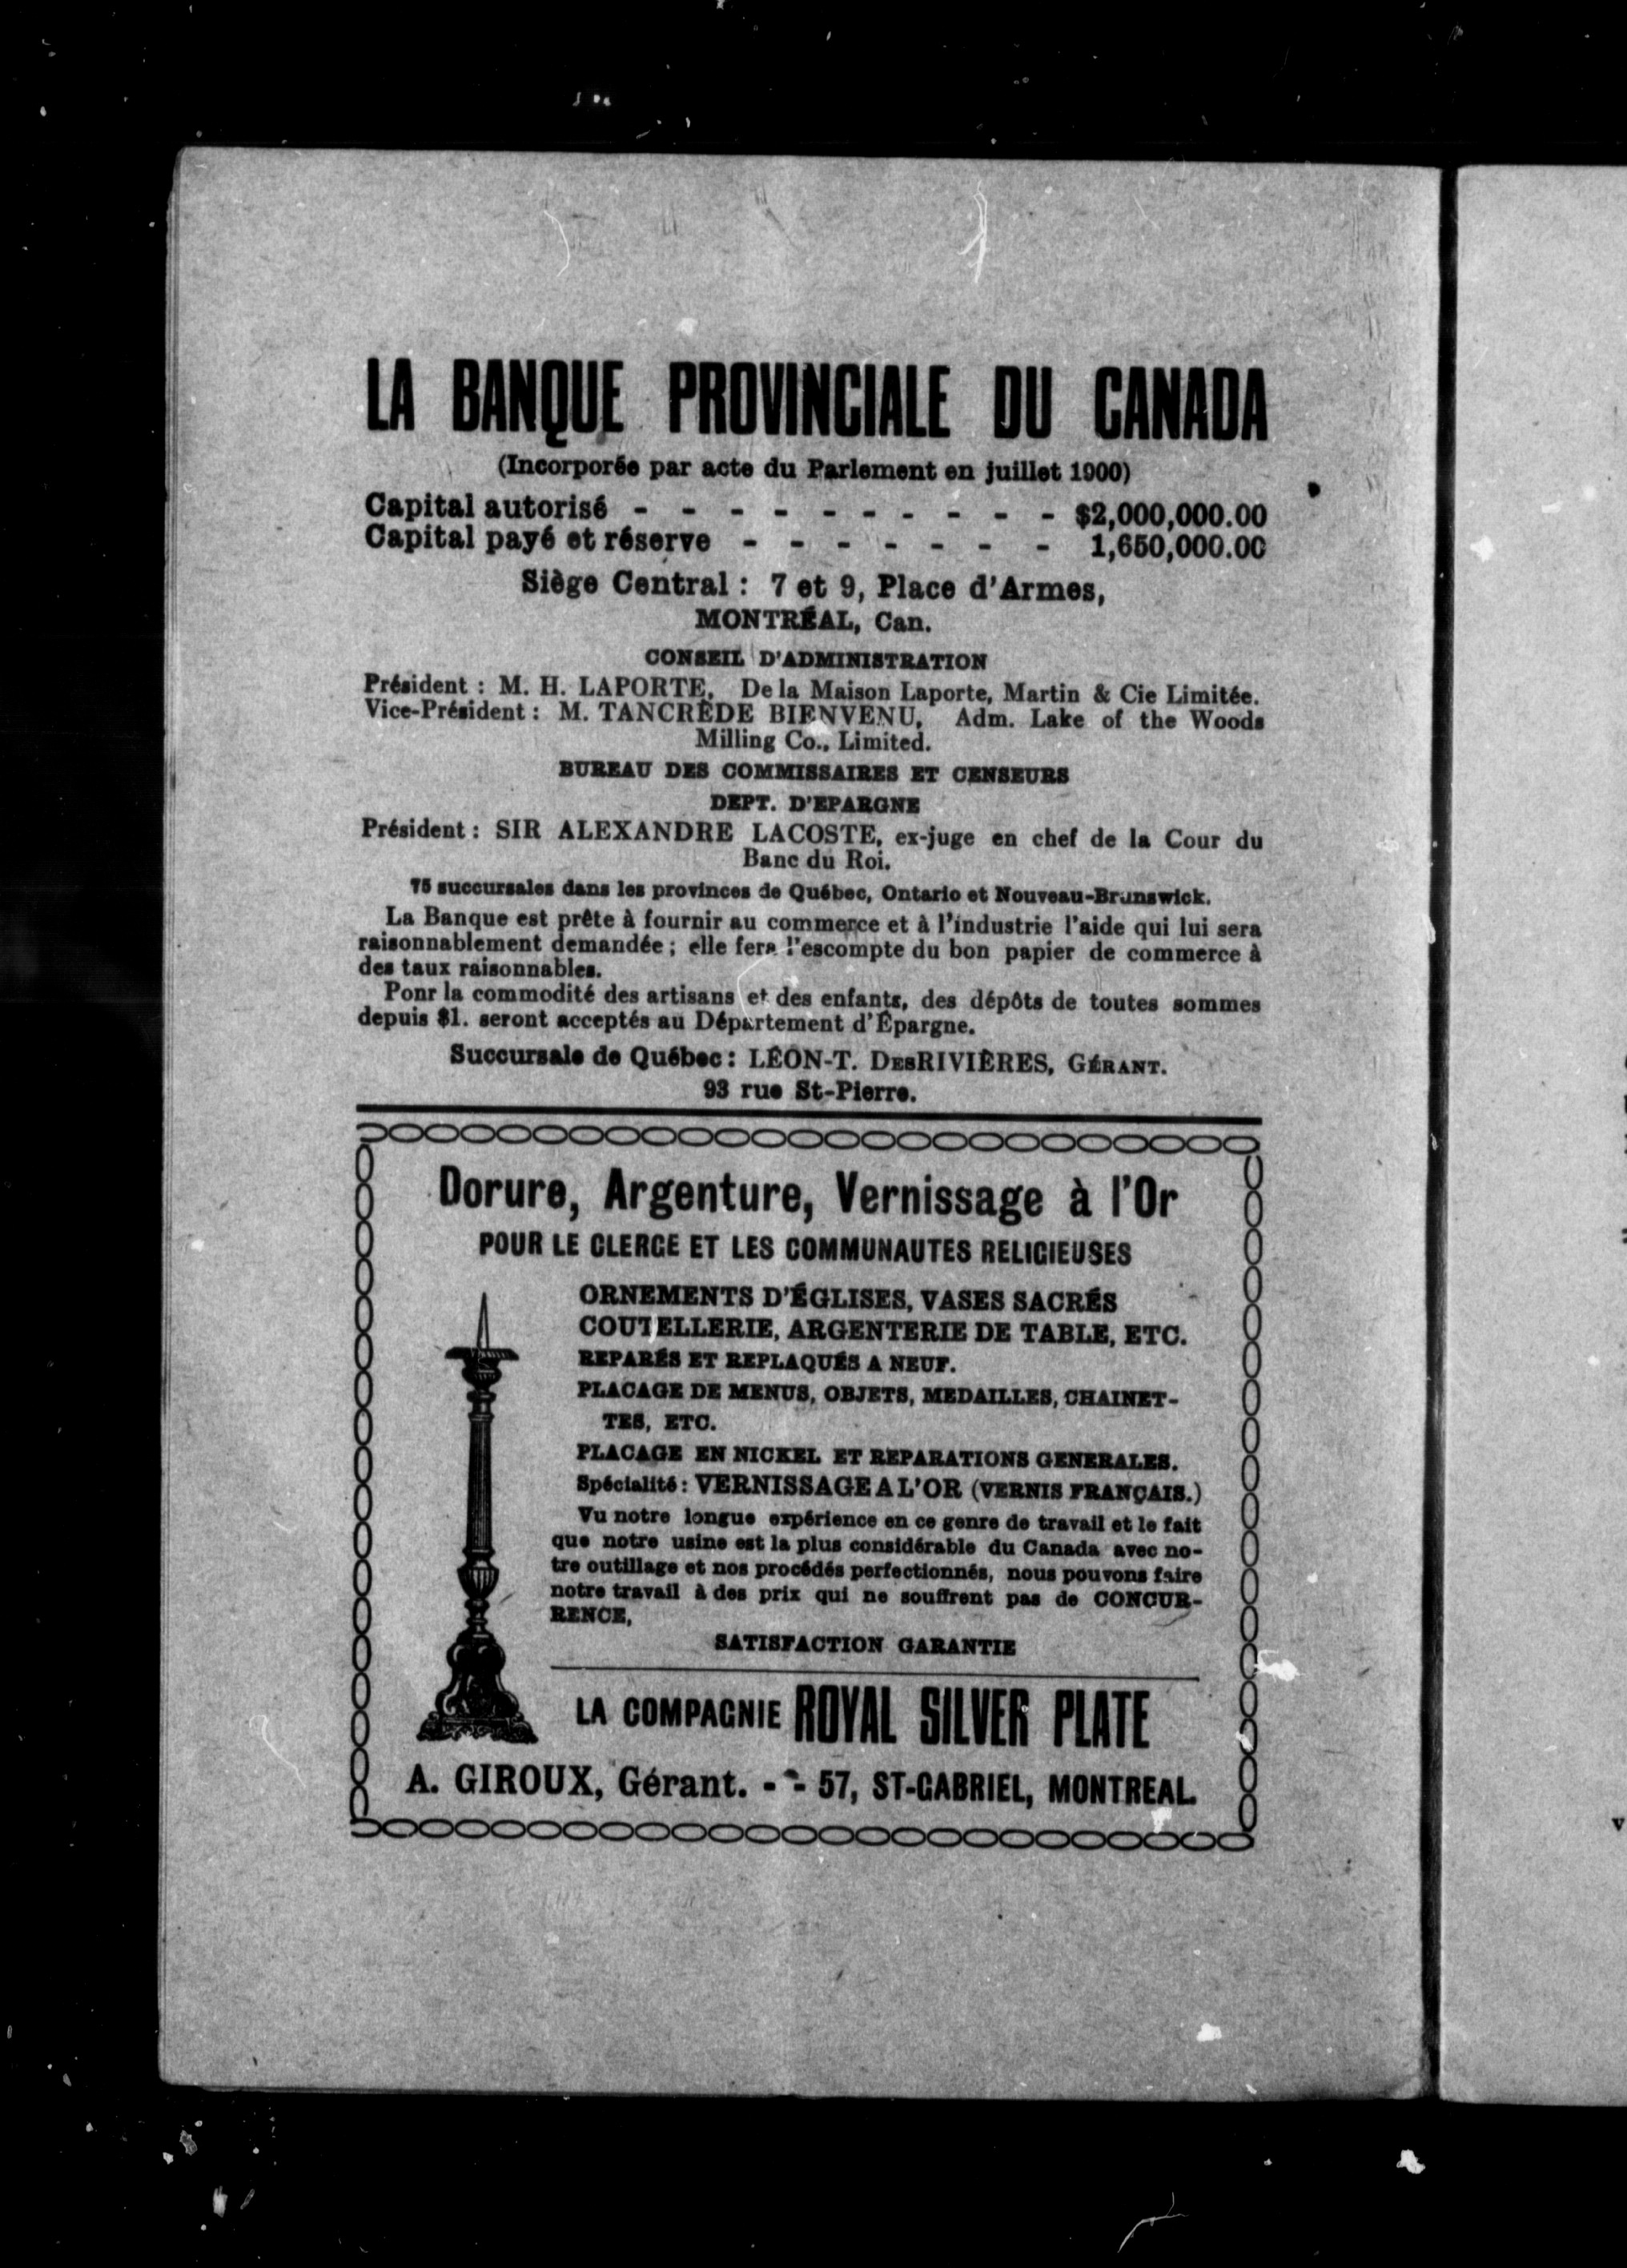 LA BANQUE PROVINCIALE DU CANADA
(Incorporée par acte du Parlement en juillet 1900)
Capital autorisé - - - - - - - - - - $2,000,000.00
Capital payé et réserve - - - - - - - 1,650,000.00
Siège Central : 7 et 9, Place d'Armes,
MONTRÉAL, Can.
CONSEIL D'ADMINISTRATION
Président : M. H. LAPORTE, De la Maison Laporte, Martin & Cie Limitée.
Vice-Président : M. TANCRÈDE BIENVENU, Adm. Lake of the Woods
Milling Co., Limited.
BUREAU DES COMMISSAIRES ET CENSEURS
DEPT. D'EPARGNE
Président : SIR ALEXANDRE LACOSTE, ex-juge en chef de la Cour du
Banc du Roi.
75 succursales dans les provinces de Québec, Ontario et Nouveau-Brunswick.
La Banque est prête à fournir au commerce et à l'industrie l'aide qui lui sera
raisonnablement demandée ; elle fera l'escompte du bon papier de commerce à
des taux raisonnables.
Ponr la commodité des artisans et des enfants, des dépôts de toutes sommes
depuis $1. seront acceptés au Département d'Épargne.
Succursale de Québec : LÉON-T. DESRIVIÈRES, GÉRANT.
93 rue St-Pierre.
Dorure, Argenture, Vernissage à l'Or
POUR LE CLERGE ET LES COMMUNAUTES RELIGIEUSES
ORNEMENTS D'ÉGLISES, VASES SACRÉS
COUTELLERIE, ARGENTERIE DE TABLE, ETC.
REPARÉS ET REPLAQUÉS A NEUF.
PLACAGE DE MENUS, OBJETS, MEDAILLES, CHAINET-
TES, ETC.
PLACAGE EN NICKEL ET REPARATIONS GENERALES.
Spécialité : VERNISSAGE A L'OR (VERNIS FRANÇAIS.)
Vu notre longue expérience en ce genre de travail et le fait
que notre usine est la plus considérable du Canada avec no-
tre outillage et nos procédés perfectionnés, nous pouvons faire
notre travail à des prix qui ne souffrent pas de CONCUR-
RENCE,
SATISFACTION GARANTIE
LA COMPAGNIE ROYAL SILVER PLATE
A. GIROUX, Gérant. - - 57, ST-GABRIEL, MONTREAL.